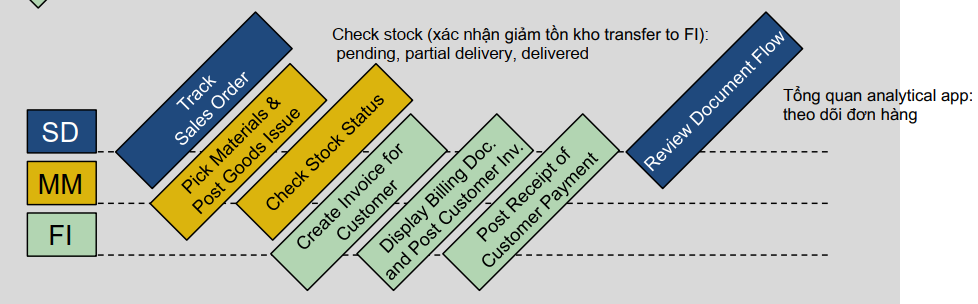 Check stock (xác nhận giảm tồn kho transfer to FI):
pending, partial delivery, delivered
Tổng quan analytical app:
theo dõi đơn hàng
SD
MM
FI
Track
Sales Order
Pick Materials &
Post Goods Issue
Check Stock Status
Create Invoice for
Customer
Display Billing Doc.
and Post Customer Inv.
Post Receipt of
Customer Payment
Review Document Flow